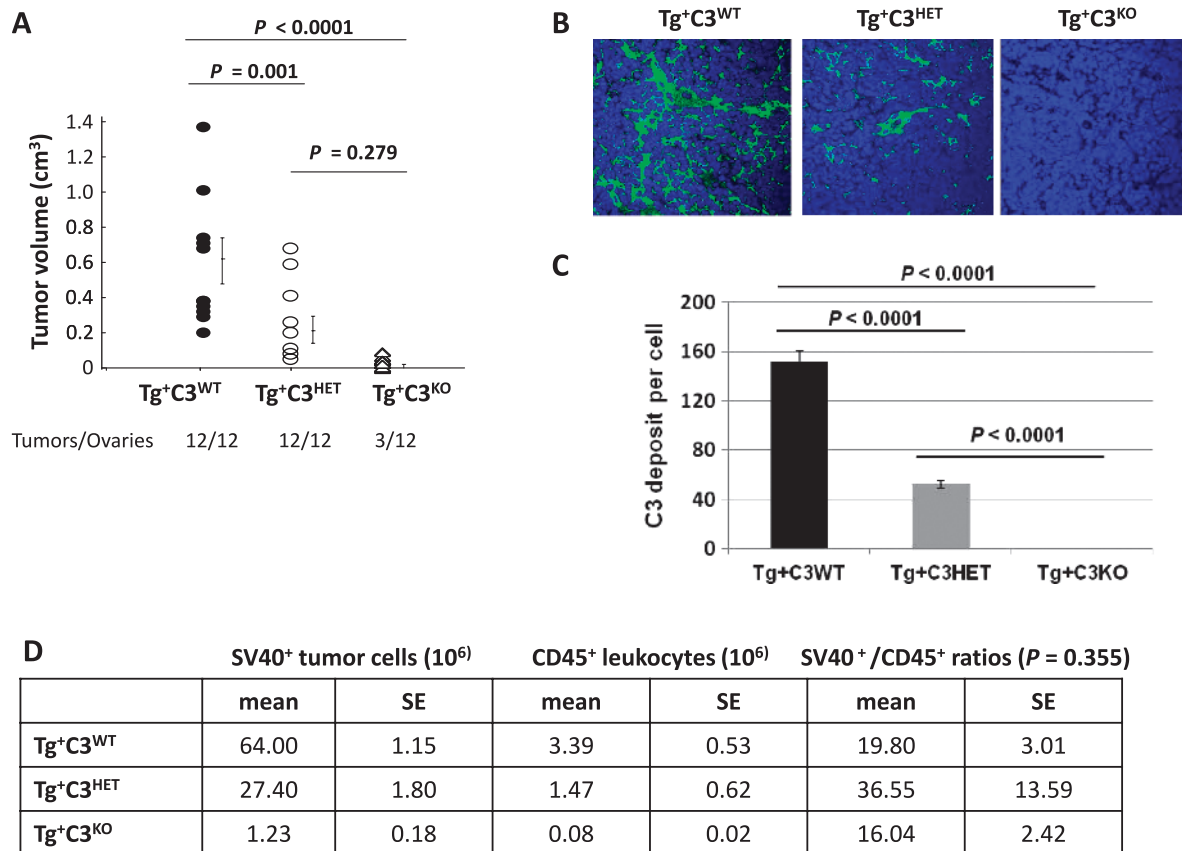 A
P < 0.0001
P = 0.001
P = 0.279
Tumor volume (cm³)
1.4
1.2
1.0
0.8
0.6
0.4
0.2
0
Tg⁺C3ᵂᵀ Tg⁺C3ᴴᴱᵀ Tg⁺C3ᴷᴼ
Tumors/Ovaries 12/12 12/12 3/12
B
Tg⁺C3ᵂᵀ Tg⁺C3ᴴᴱᵀ Tg⁺C3ᴷᴼ
C
P < 0.0001
P < 0.0001
P < 0.0001
C3 deposit per cell
200
160
120
80
40
0
Tg+C3WT Tg+C3HET Tg+C3KO
D
SV40⁺ tumor cells (10⁶) CD45⁺ leukocytes (10⁶) SV40⁺/CD45⁺ ratios (P = 0.355)
mean SE mean SE mean SE
Tg⁺C3ᵂᵀ 64.00 1.15 3.39 0.53 19.80 3.01
Tg⁺C3ᴴᴱᵀ 27.40 1.80 1.47 0.62 36.55 13.59
Tg⁺C3ᴷᴼ 1.23 0.18 0.08 0.02 16.04 2.42